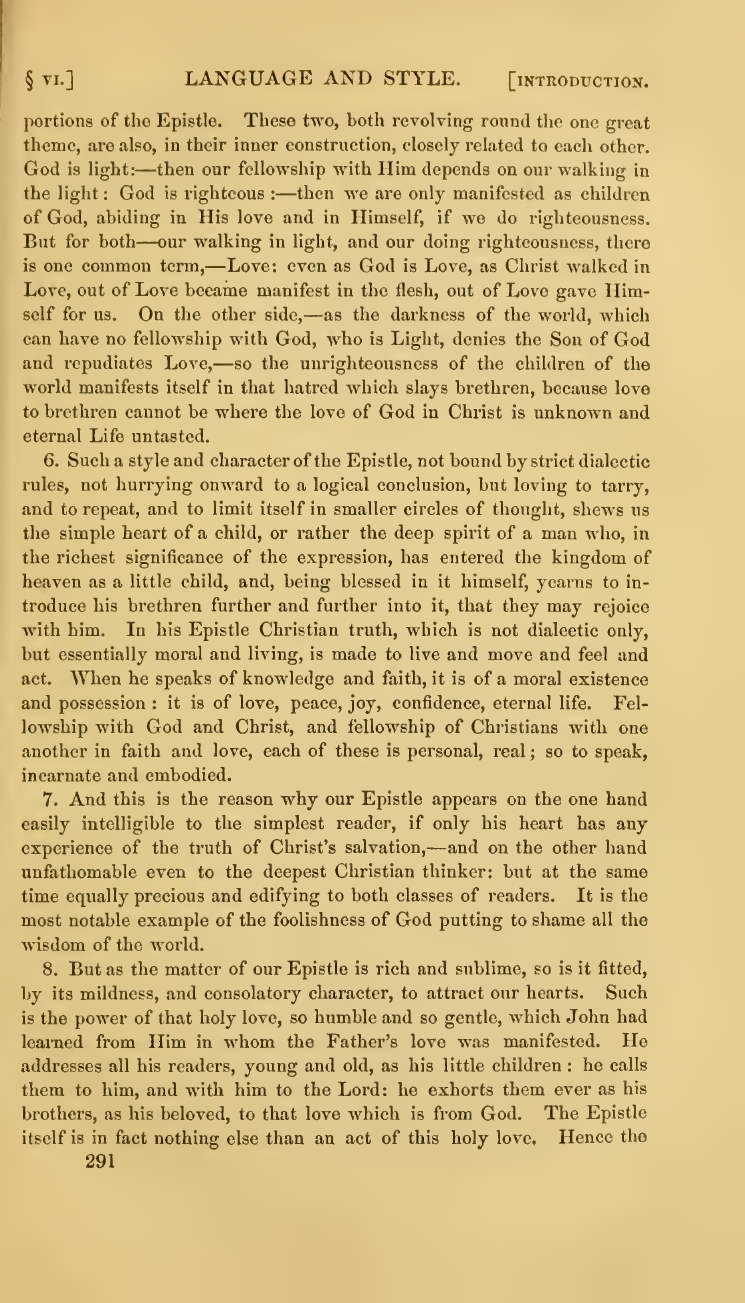 § VI.] LANGUAGE AND STYLE. [INTRODUCTION.
portions of the Epistle. These two, both revolving round the one great
theme, are also, in their inner construction, closely related to each other.
God is light:—then our fellowship with Him depends on our walking in
the light : God is righteous :—then we are only manifested as children
of God, abiding in His love and in Himself, if we do righteousness.
But for both—our walking in light, and our doing righteousness, there
is one common term,—Love: even as God is Love, as Christ walked in
Love, out of Love became manifest in the flesh, out of Love gave Him-
self for us. On the other side,—as the darkness of the world, which
can have no fellowship with God, who is Light, denies the Son of God
and repudiates Love,—so the unrighteousness of the children of the
world manifests itself in that hatred which slays brethren, because love
to brethren cannot be where the love of God in Christ is unknown and
eternal Life untasted.
6. Such a style and character of the Epistle, not bound by strict dialectic
rules, not hurrying onward to a logical conclusion, but loving to tarry,
and to repeat, and to limit itself in smaller circles of thought, shews us
the simple heart of a child, or rather the deep spirit of a man who, in
the richest significance of the expression, has entered the kingdom of
heaven as a little child, and, being blessed in it himself, yearns to in-
troduce his brethren further and further into it, that they may rejoice
with him. In his Epistle Christian truth, which is not dialectic only,
but essentially moral and living, is made to live and move and feel and
act. When he speaks of knowledge and faith, it is of a moral existence
and possession : it is of love, peace, joy, confidence, eternal life. Fel-
lowship with God and Christ, and fellowship of Christians with one
another in faith and love, each of these is personal, real ; so to speak,
incarnate and embodied.
7. And this is the reason why our Epistle appears on the one hand
easily intelligible to the simplest reader, if only his heart has any
experience of the truth of Christ's salvation,—and on the other hand
unfathomable even to the deepest Christian thinker: but at the same
time equally precious and edifying to both classes of readers. It is the
most notable example of the foolishness of God putting to shame all the
wisdom of the world.
8. But as the matter of our Epistle is rich and sublime, so is it fitted,
by its mildness, and consolatory character, to attract our hearts. Such
is the power of that holy love, so humble and so gentle, which John had
learned from Him in whom the Father's love was manifested. He
addresses all his readers, young and old, as his little children : he calls
them to him, and with him to the Lord: he exhorts them ever as his
brothers, as his beloved, to that love which is from God. The Epistle
itself is in fact nothing else than an act of this holy love. Hence the
291